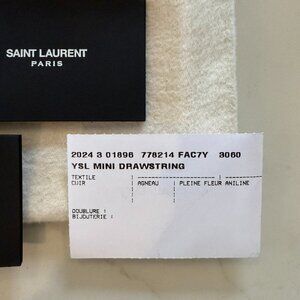 SAINT LAURENT
PARIS
2024 3 01896 778214 FAC7Y 3060
YSL MINI DRAWSTRING
TEXTILE :
CUIR : AGNEAU : PLEINE FLEUR ANILINE
DOUBLURE :
BIJOUTERIE :